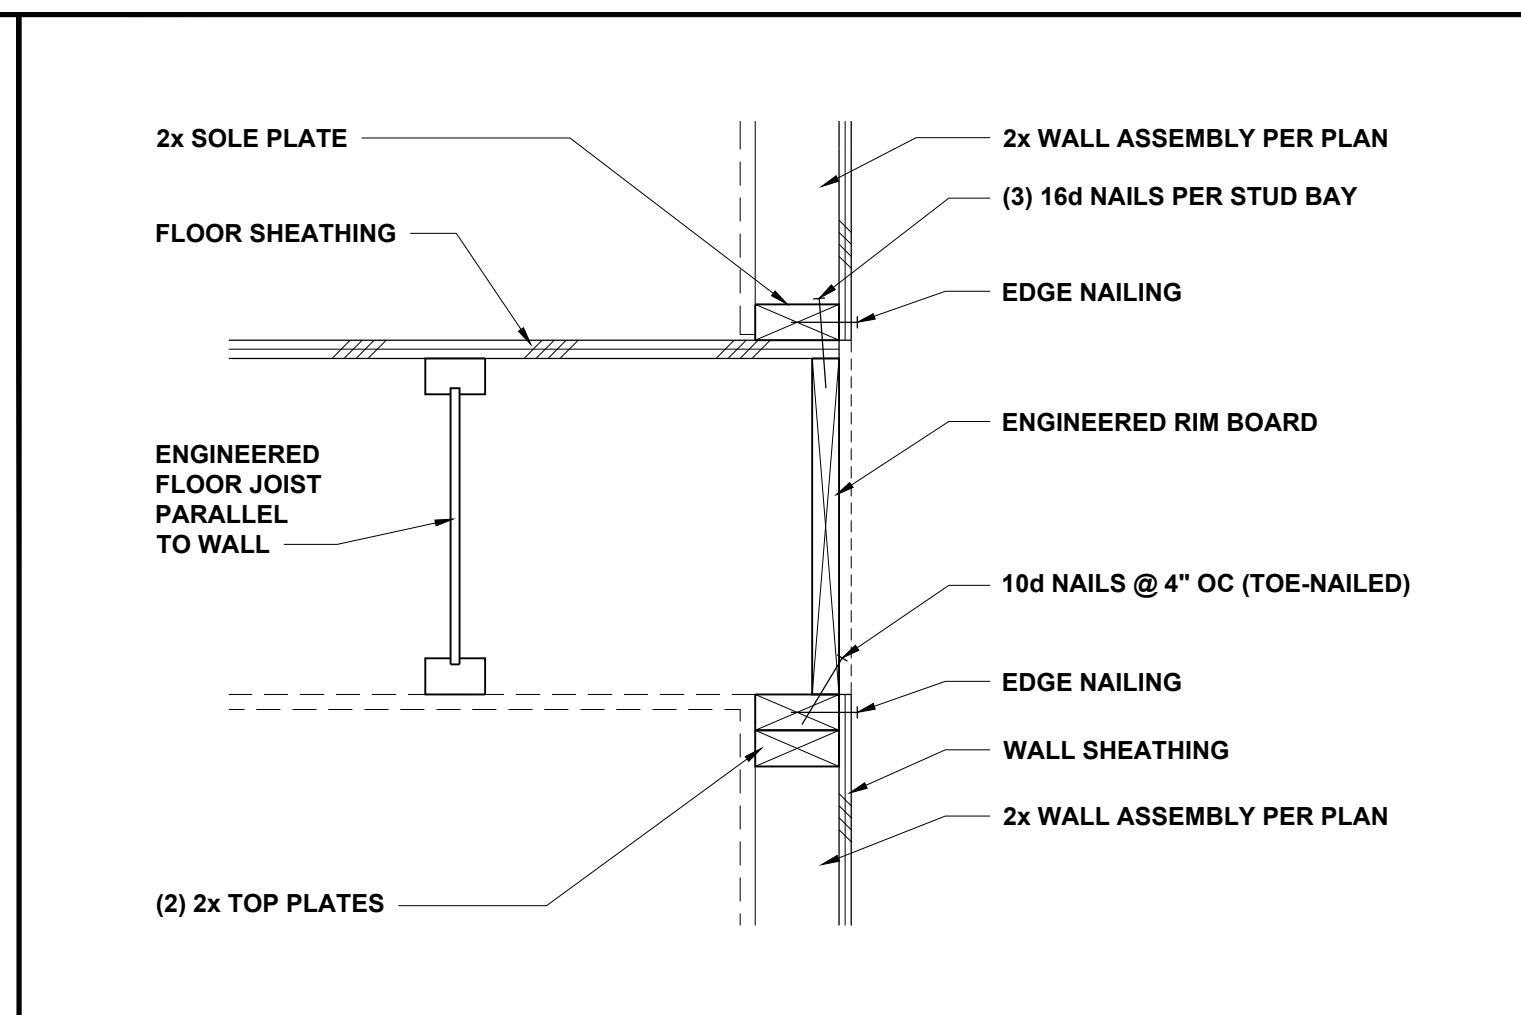 2x SOLE PLATE
FLOOR SHEATHING
ENGINEERED
FLOOR JOIST
PARALLEL
TO WALL
(2) 2x TOP PLATES
2x WALL ASSEMBLY PER PLAN
(3) 16d NAILS PER STUD BAY
EDGE NAILING
ENGINEERED RIM BOARD
10d NAILS @ 4" OC (TOE-NAILED)
EDGE NAILING
WALL SHEATHING
2x WALL ASSEMBLY PER PLAN